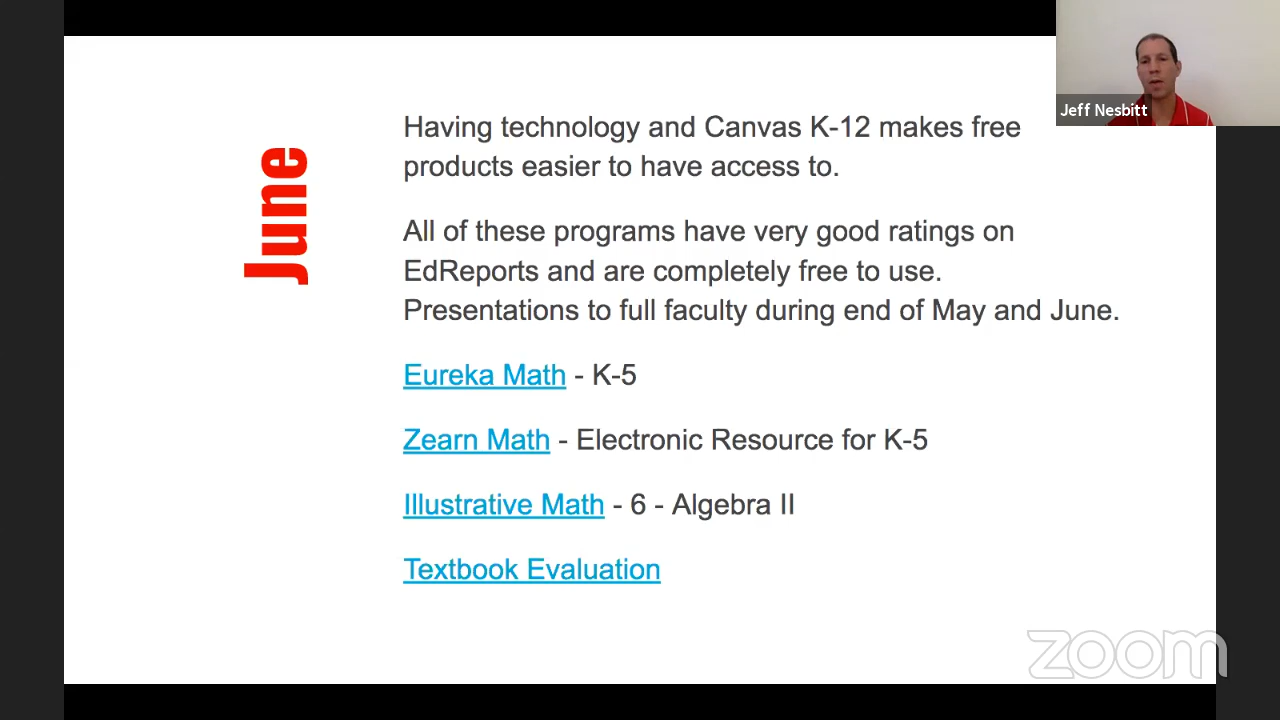 Jeff Nesbitt
June
Having technology and Canvas K-12 makes free
products easier to have access to.
All of these programs have very good ratings on
EdReports and are completely free to use.
Presentations to full faculty during end of May and June.
Eureka Math - K-5
Zearn Math - Electronic Resource for K-5
Illustrative Math - 6 - Algebra II
Textbook Evaluation
zoom